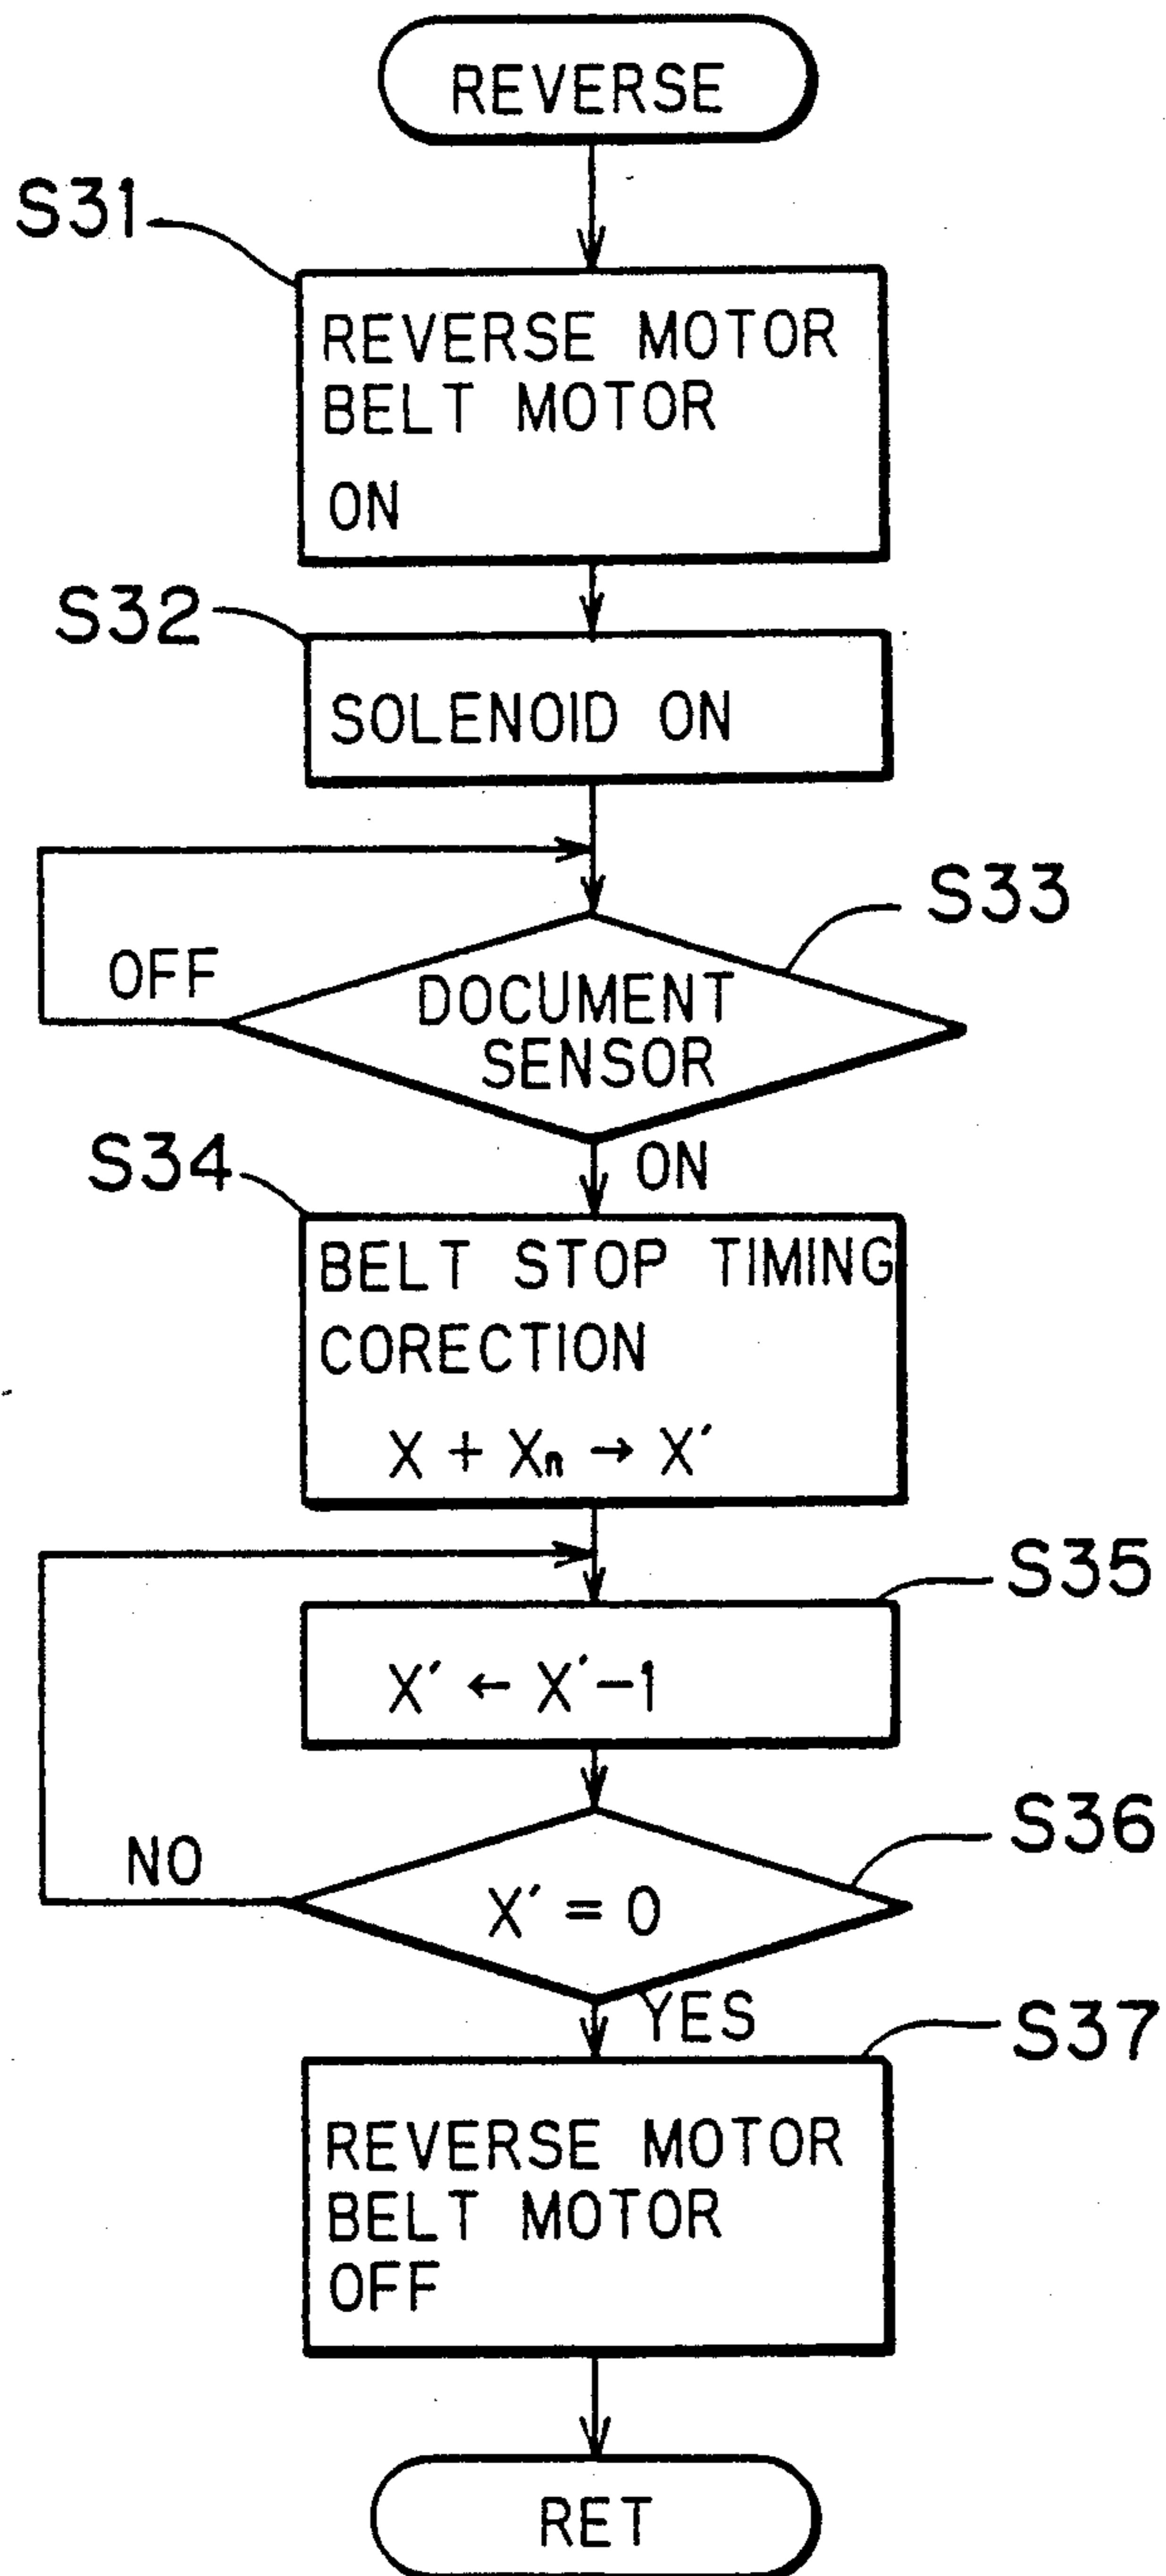 REVERSE
S31
REVERSE MOTOR
BELT MOTOR
ON
S32
SOLENOID ON
S33
OFF
DOCUMENT
SENSOR
ON
S34
BELT STOP TIMING
CORECTION
X + Xn → X′
S35
X′ ← X′−1
S36
NO
X′ = 0
YES
S37
REVERSE MOTOR
BELT MOTOR
OFF
RET